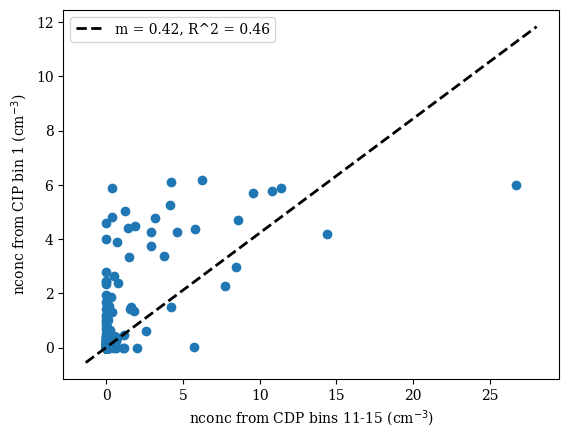 m = 0.42, R^2 = 0.46
12
10
8
6
4
2
0
nconc from CIP bin 1 (cm⁻³)
0 5 10 15 20 25
nconc from CDP bins 11-15 (cm⁻³)